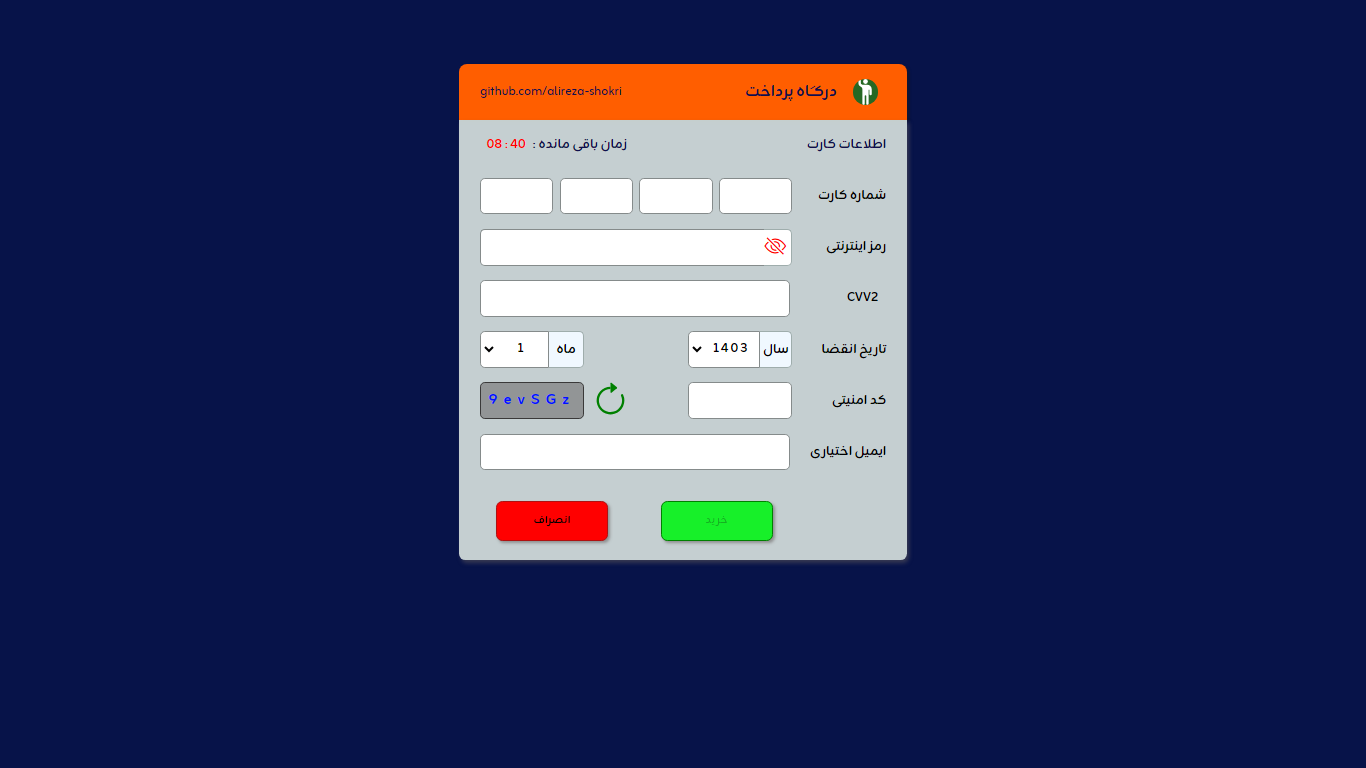 درگاه پرداخت github.com/alireza-shokri
اطلاعات کارت زمان باقی مانده : 08:40
شماره کارت
رمز اینترنتی
CVV2
تاریخ انقضا سال 1403 ماه 1
کد امنیتی 9evSGz
ایمیل اختیاری
خرید انصراف